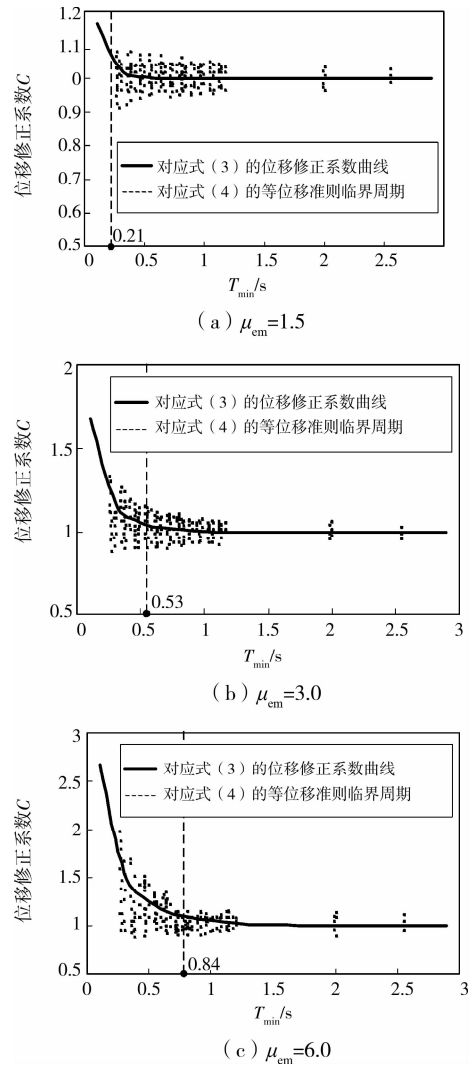 1.2
1.1
0
0.9
0.8
0.7
0.6
0.5
位移修正系数C
对应式（3）的位移修正系数曲线
对应式（4）的等位移准则临界周期
0.21
0 0.5 1 1.5 2 2.5
Tmin/s
（a）μem=1.5
2
1.5
1
0.5
位移修正系数C
对应式（3）的位移修正系数曲线
对应式（4）的等位移准则临界周期
0.53
0 0.5 1 1.5 2 2.5 3
Tmin/s
（b）μem=3.0
3
2.5
2
1.5
1
0.5
位移修正系数C
对应式（3）的位移修正系数曲线
对应式（4）的等位移准则临界周期
0.84
0 0.5 1 1.5 2 2.5 3
Tmin/s
（c）μem=6.0